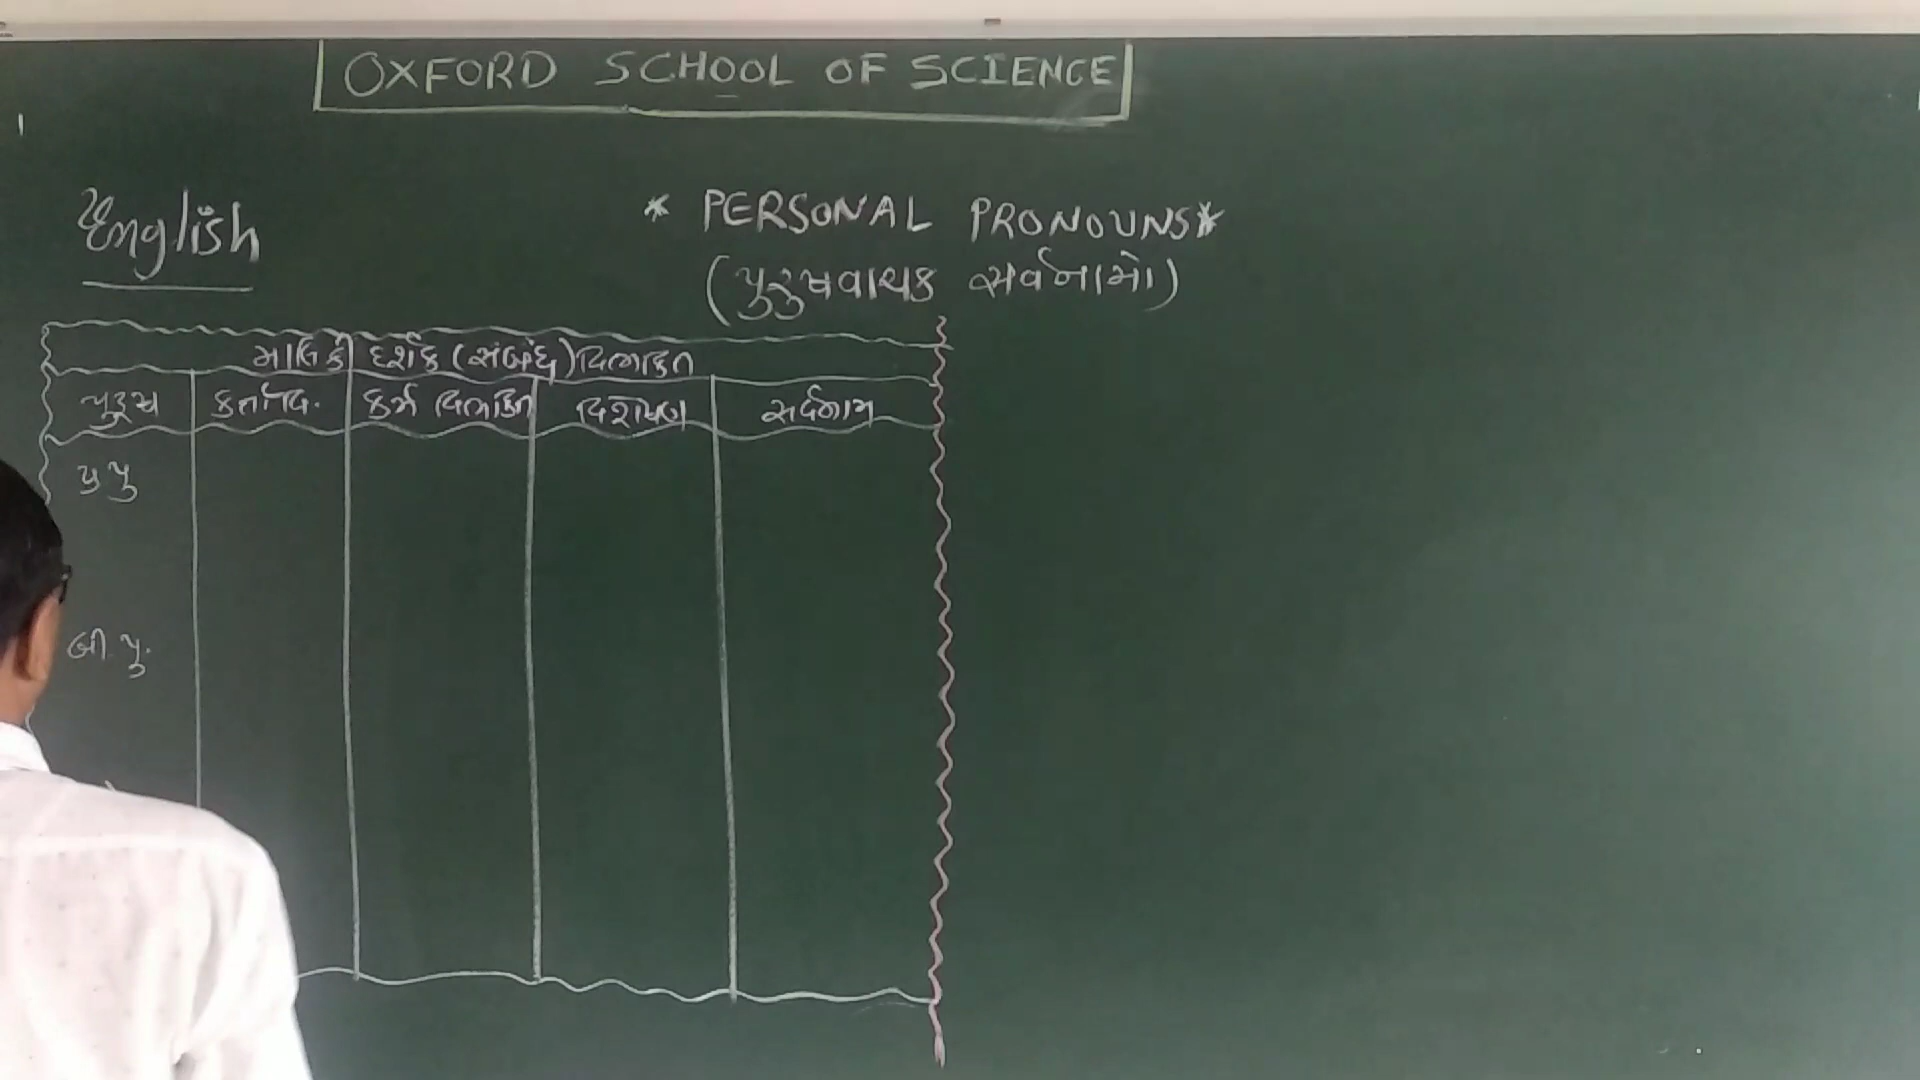 OXFORD SCHOOL OF SCIENCE
English
* PERSONAL PRONOUNS *
(પુરુષવાચક સર્વનામો)
માલિકી દર્શક (સંબંધ) વિભક્તિ
પુરૂષ કર્તાવિ. કર્મ વિભક્તિ વિશેષણ સર્વનામ
પ્ર પુ
બી. પુ.